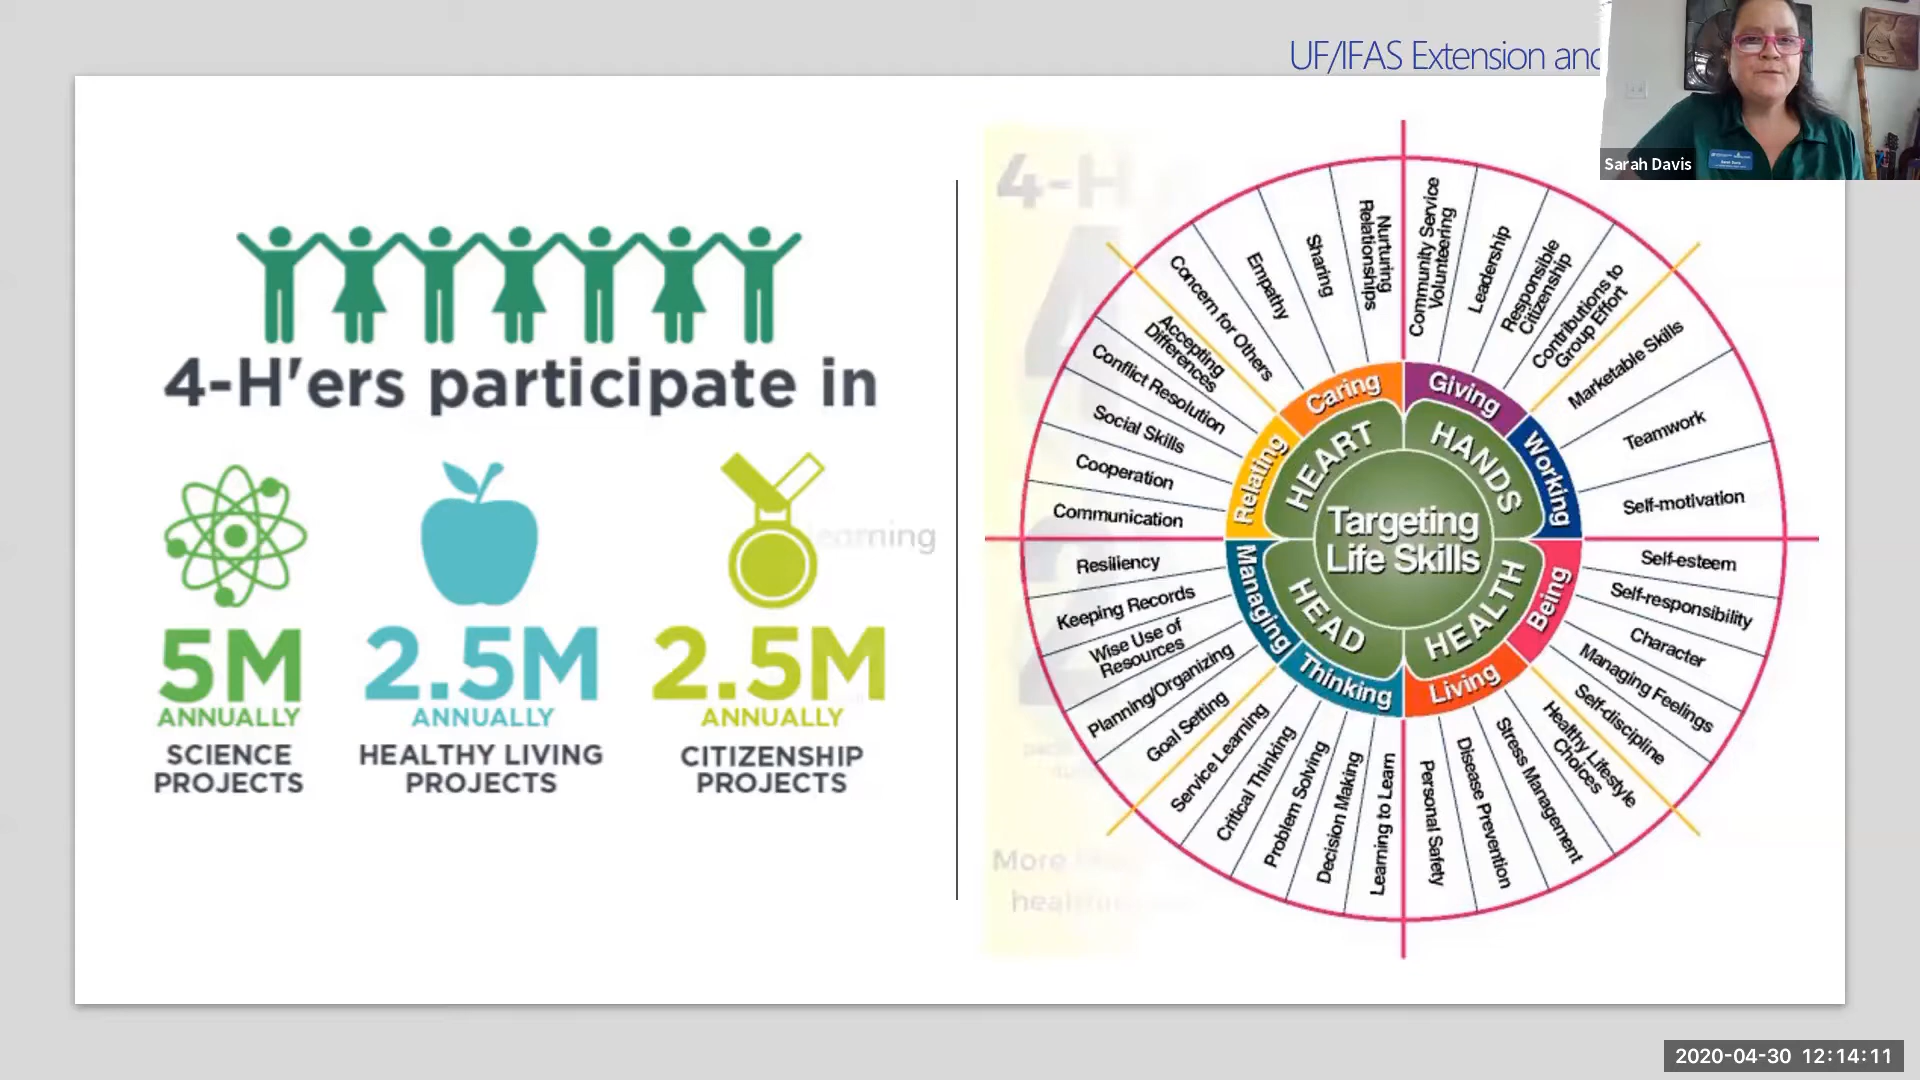 UF/IFAS Extension and
Sarah Davis
4-H'ers participate in
5M
ANNUALLY
SCIENCE
PROJECTS
2.5M
ANNUALLY
HEALTHY LIVING
PROJECTS
2.5M
ANNUALLY
CITIZENSHIP
PROJECTS
earning
4-H
More
Targeting
Life Skills
HEART
HANDS
HEALTH
HEAD
Caring
Giving
Working
Being
Living
Thinking
Managing
Relating
Concern for Others
Empathy
Sharing
Nurturing
Relationships
Community Service
Volunteering
Leadership
Responsible
Citizenship
Contributions to
Group Effort
Marketable Skills
Teamwork
Self-motivation
Self-esteem
Self-responsibility
Character
Managing Feelings
Self-discipline
Healthy Lifestyle
Choices
Stress Management
Disease Prevention
Personal Safety
Learning to Learn
Decision Making
Problem Solving
Critical Thinking
Service Learning
Goal Setting
Planning/Organizing
Wise Use of
Resources
Keeping Records
Resiliency
Communication
Cooperation
Social Skills
Conflict Resolution
Accepting
Differences
2020-04-30 12:14:11